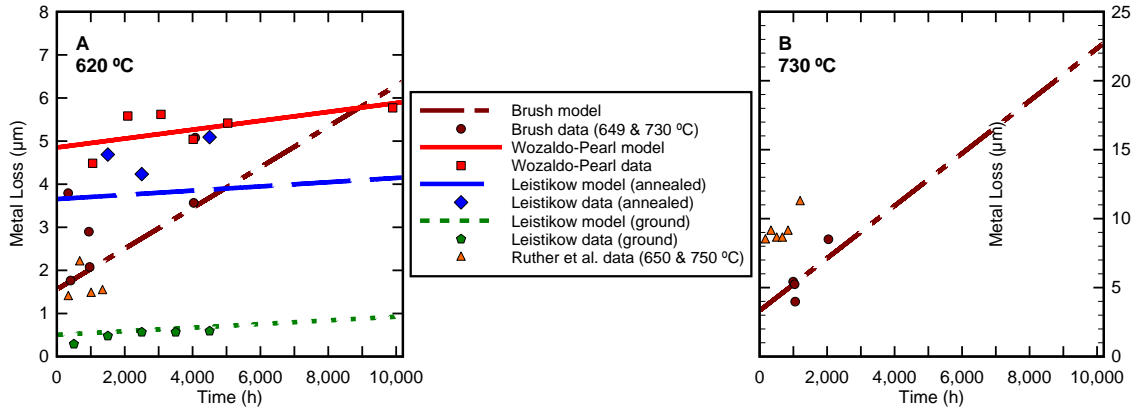 A
620 ºC
8
7
6
5
4
3
2
1
0
Metal Loss (µm)
0
2,000
4,000
6,000
8,000
10,000
Time (h)
Brush model
Brush data (649 & 730 ºC)
Wozaldo-Pearl model
Wozaldo-Pearl data
Leistikow model (annealed)
Leistikow data (annealed)
Leistikow model (ground)
Leistikow data (ground)
Ruther et al. data (650 & 750 ºC)
B
730 ºC
25
20
15
10
5
0
Metal Loss (µm)
0
2,000
4,000
6,000
8,000
10,000
Time (h)